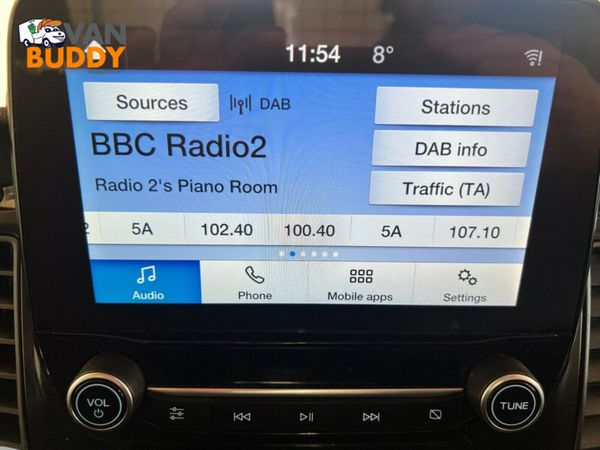 VAN
BUDDY
11:54 8°
Sources DAB Stations
BBC Radio2 DAB info
Radio 2's Piano Room Traffic (TA)
2 5A 102.40 100.40 5A 107.10
Audio Phone Mobile apps Settings
VOL TUNE